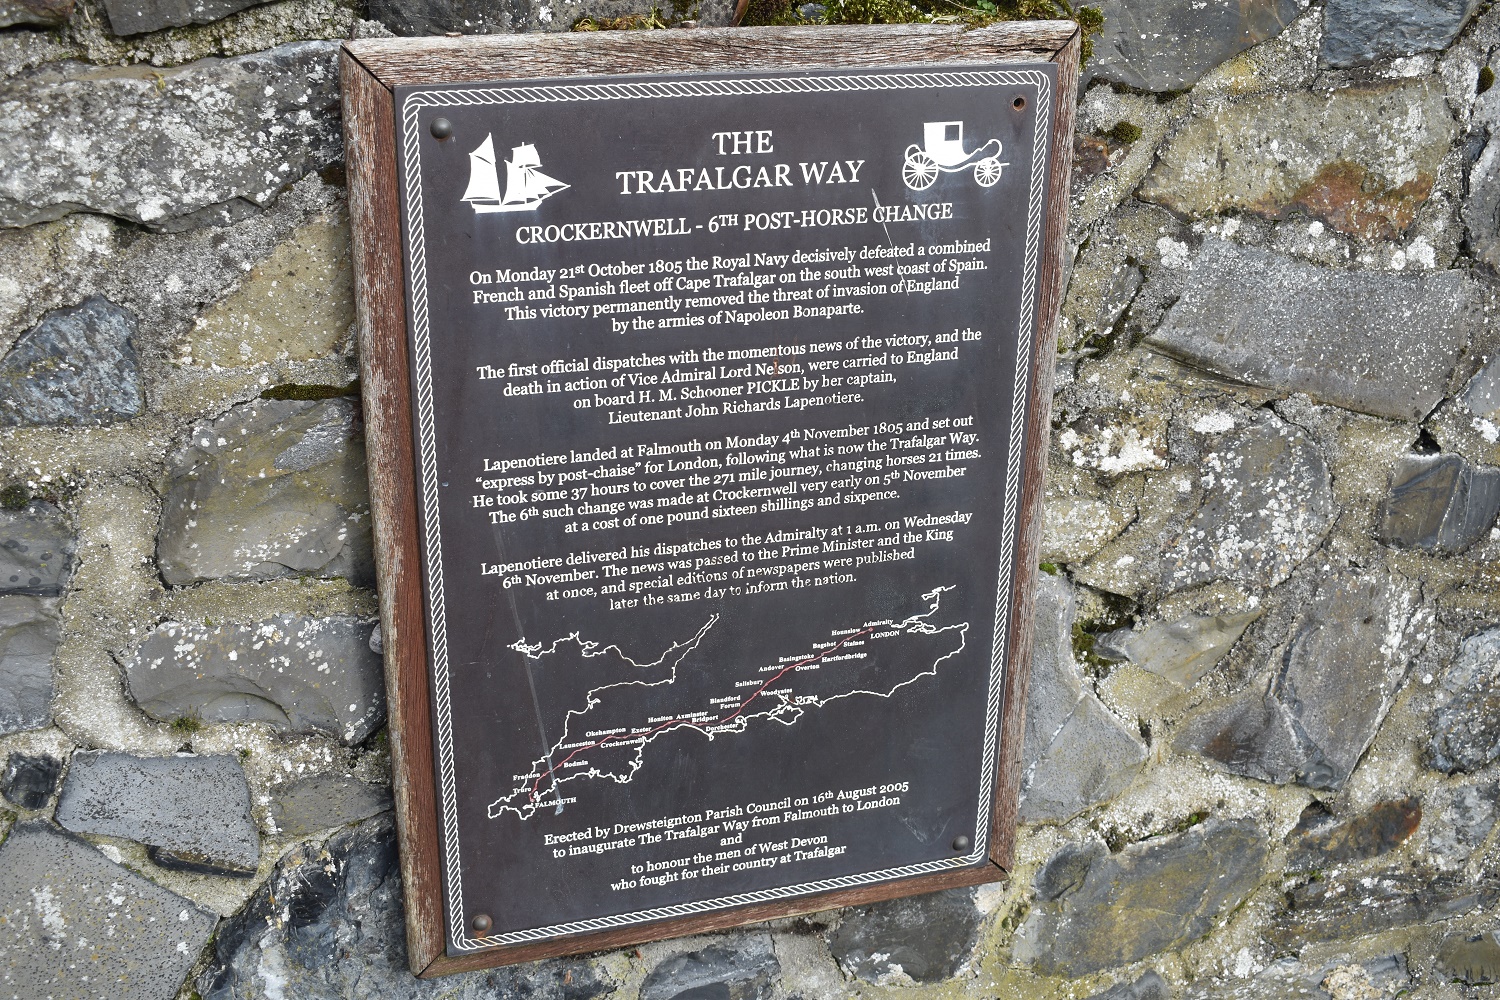 THE
TRAFALGAR WAY
CROCKERNWELL - 6TH POST-HORSE CHANGE
On Monday 21st October 1805 the Royal Navy decisively defeated a combined
French and Spanish fleet off Cape Trafalgar on the south west coast of Spain.
This victory permanently removed the threat of invasion of England
by the armies of Napoleon Bonaparte.
The first official dispatches with the momentous news of the victory, and the
death in action of Vice Admiral Lord Nelson, were carried to England
on board H. M. Schooner PICKLE by her captain,
Lieutenant John Richards Lapenotiere.
Lapenotiere landed at Falmouth on Monday 4th November 1805 and set out
“express by post-chaise” for London, following what is now the Trafalgar Way.
He took some 37 hours to cover the 271 mile journey, changing horses 21 times.
The 6th such change was made at Crockernwell very early on 5th November
at a cost of one pound sixteen shillings and sixpence.
Lapenotiere delivered his dispatches to the Admiralty at 1 a.m. on Wednesday
6th November. The news was passed to the Prime Minister and the King
at once, and special editions of newspapers were published
later the same day to inform the nation.
Admiralty
Hounslow
LONDON
Bagshot Staines
Basingstoke Hartfordbridge
Andover Overton
Salisbury
Woodyates
Blandford
Forum
Honiton Axminster
Bridport
Dorchester
Okehampton Exeter
Launceston Crockernwell
Bodmin
Fraddon
Truro
FALMOUTH
Erected by Drewsteignton Parish Council on 16th August 2005
to inaugurate The Trafalgar Way from Falmouth to London
and
to honour the men of West Devon
who fought for their country at Trafalgar